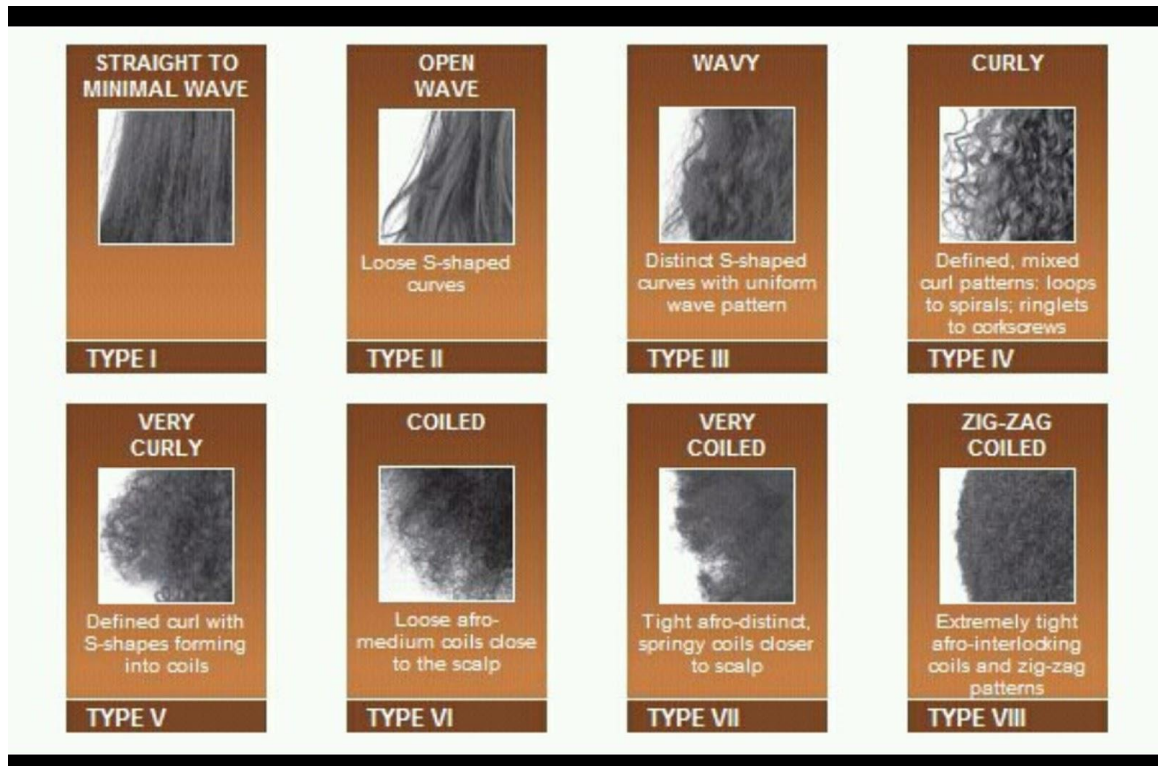 STRAIGHT TO
MINIMAL WAVE
TYPE I
OPEN
WAVE
Loose S-shaped
curves
TYPE II
WAVY
Distinct S-shaped
curves with uniform
wave pattern
TYPE III
CURLY
Defined, mixed
curl patterns: loops
to spirals; ringlets
to corkscrews
TYPE IV
VERY
CURLY
Defined curl with
S-shapes forming
into coils
TYPE V
COILED
Loose afro-
medium coils close
to the scalp
TYPE VI
VERY
COILED
Tight afro-distinct,
springy coils closer
to scalp
TYPE VII
ZIG-ZAG
COILED
Extremely tight
afro-interlocking
coils and zig-zag
patterns
TYPE VIII